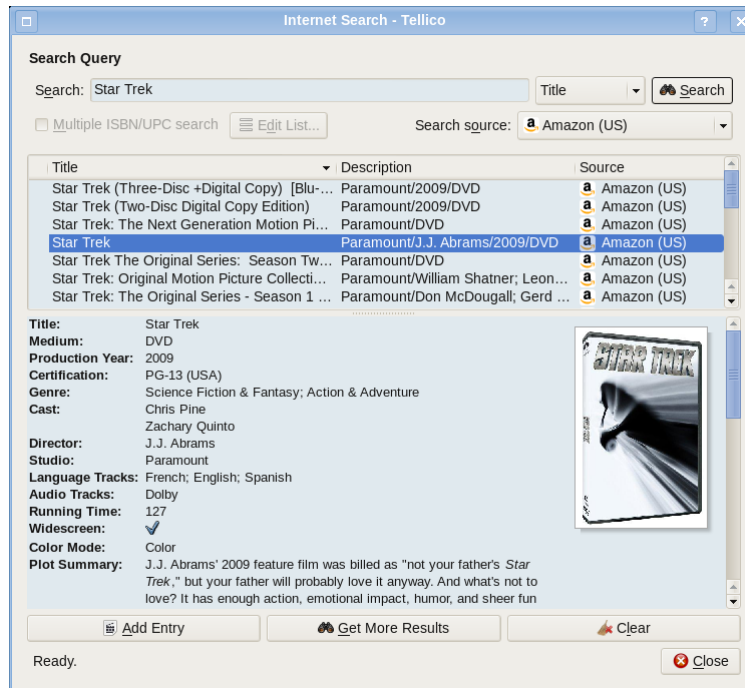 Internet Search - Tellico
Search Query
Search: Star Trek Title Search
Multiple ISBN/UPC search Edit List... Search source: Amazon (US)
Title Description Source
Star Trek (Three-Disc +Digital Copy) [Blu-... Paramount/2009/DVD Amazon (US)
Star Trek (Two-Disc Digital Copy Edition) Paramount/2009/DVD Amazon (US)
Star Trek: The Next Generation Motion Pi... Paramount/DVD Amazon (US)
Star Trek Paramount/J.J. Abrams/2009/DVD Amazon (US)
Star Trek The Original Series: Season Tw... Paramount/DVD Amazon (US)
Star Trek: Original Motion Picture Collecti... Paramount/William Shatner; Leon... Amazon (US)
Star Trek: The Original Series - Season 1 ... Paramount/Don McDougall; Gerd ... Amazon (US)
Title: Star Trek
Medium: DVD
Production Year: 2009
Certification: PG-13 (USA)
Genre: Science Fiction & Fantasy; Action & Adventure
Cast: Chris Pine
Zachary Quinto
Director: J.J. Abrams
Studio: Paramount
Language Tracks: French; English; Spanish
Audio Tracks: Dolby
Running Time: 127
Widescreen:
Color Mode: Color
Plot Summary: J.J. Abrams' 2009 feature film was billed as "not your father's Star
Trek," but your father will probably love it anyway. And what's not to
love? It has enough action, emotional impact, humor, and sheer fun
STAR TREK
Add Entry Get More Results Clear
Ready. Close